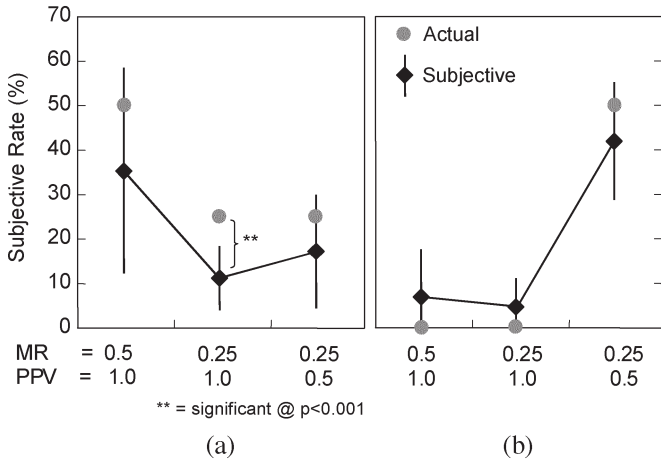 70
60
50
40
30
20
10
0
Subjective Rate (%)
**
Actual
Subjective
MR = 0.5 0.25 0.25 0.5 0.25 0.25
PPV = 1.0 1.0 0.5 1.0 1.0 0.5
** = significant @ p<0.001
(a) (b)